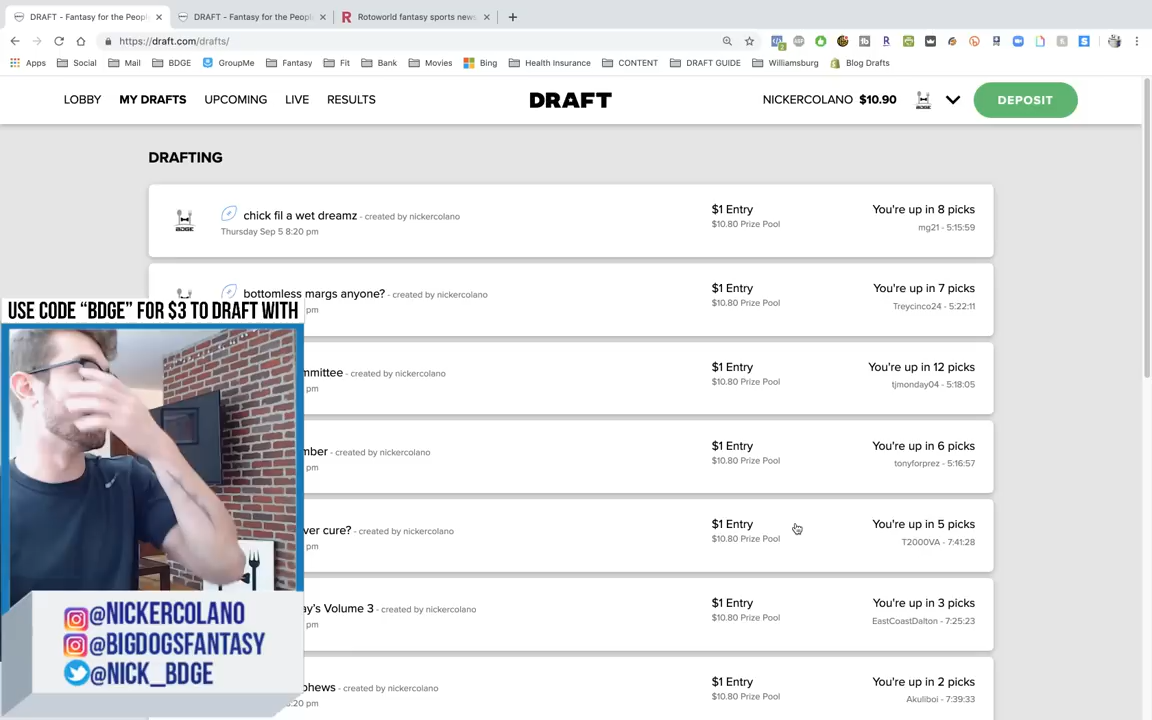 DRAFT - Fantasy for the Peopl
DRAFT - Fantasy for the Peopl
Rotoworld fantasy sports news
https://draft.com/drafts/
Apps
Social
Mail
BDGE
GroupMe
Fantasy
Fit
Bank
Movies
Bing
Health Insurance
CONTENT
DRAFT GUIDE
Williamsburg
Blog Drafts
LOBBY
MY DRAFTS
UPCOMING
LIVE
RESULTS
DRAFT
NICKERCOLANO $10.90
BDGE
DEPOSIT
DRAFTING
BDGE
chick fil a wet dreamz - created by nickercolano
Thursday Sep 5 8:20 pm
$1 Entry
$10.80 Prize Pool
You're up in 8 picks
mg21 - 5:15:59
bottomless margs anyone? - created by nickercolano
pm
$1 Entry
$10.80 Prize Pool
You're up in 7 picks
Treycinco24 - 5:22:11
mmittee - created by nickercolano
pm
$1 Entry
$10.80 Prize Pool
You're up in 12 picks
tjmonday04 - 5:18:05
mber - created by nickercolano
pm
$1 Entry
$10.80 Prize Pool
You're up in 6 picks
tonyforprez - 5:16:57
ver cure? - created by nickercolano
pm
$1 Entry
$10.80 Prize Pool
You're up in 5 picks
T2000VA - 7:41:28
ay's Volume 3 - created by nickercolano
pm
$1 Entry
$10.80 Prize Pool
You're up in 3 picks
EastCoastDalton - 7:25:23
phews - created by nickercolano
:20 pm
$1 Entry
$10.80 Prize Pool
You're up in 2 picks
Akuliboi - 7:39:33
USE CODE "BDGE" FOR $3 TO DRAFT WITH
@NICKERCOLANO
@BIGDOGSFANTASY
@NICK_BDGE